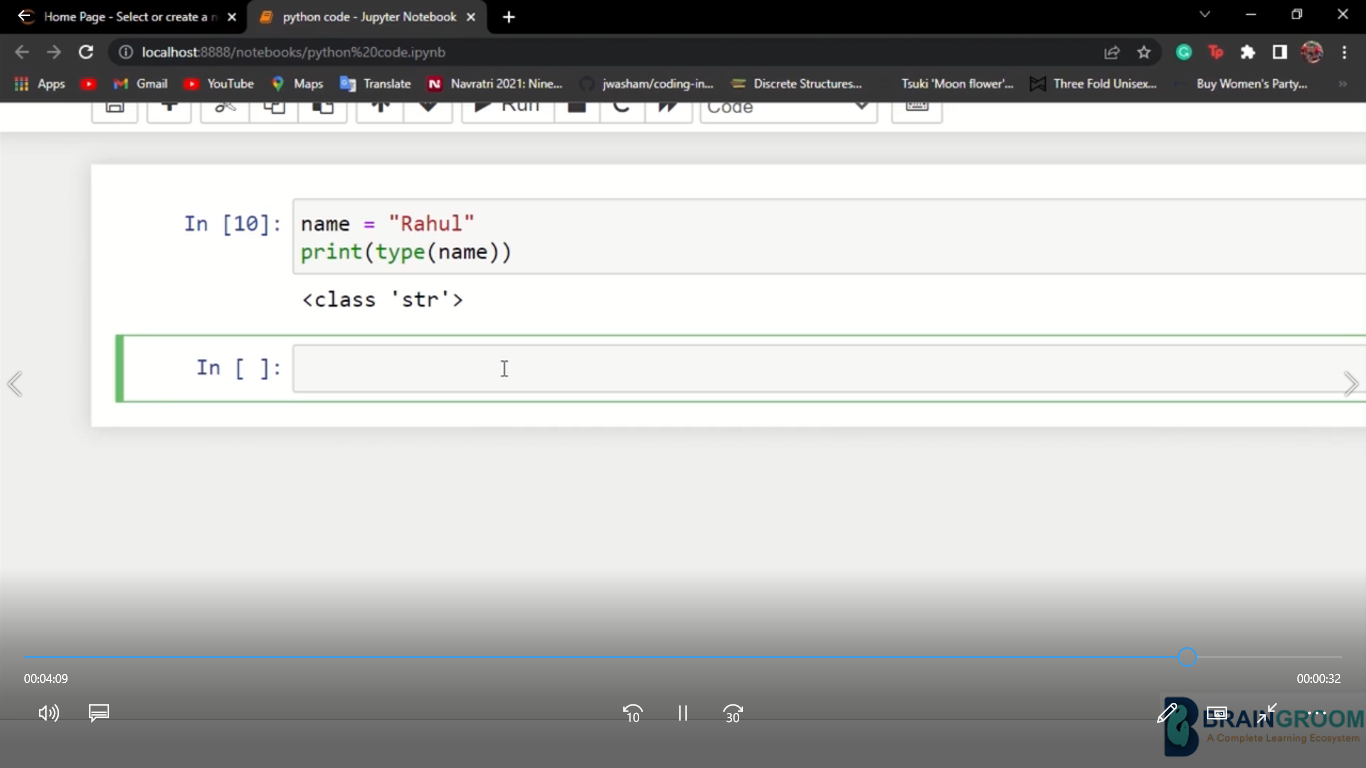 Home Page - Select or create a n
python code - Jupyter Notebook
localhost:8888/notebooks/python%20code.ipynb
Apps
Gmail
YouTube
Maps
Translate
Navratri 2021: Nine...
jwasham/coding-in...
Discrete Structures...
Tsuki 'Moon flower'...
Three Fold Unisex...
Buy Women's Party...
Run
Code
In [10]:
name = "Rahul"
print(type(name))
<class 'str'>
In [ ]:
00:04:09
00:00:32
10
30
BRAINGROOM
A Complete Learning Ecosystem